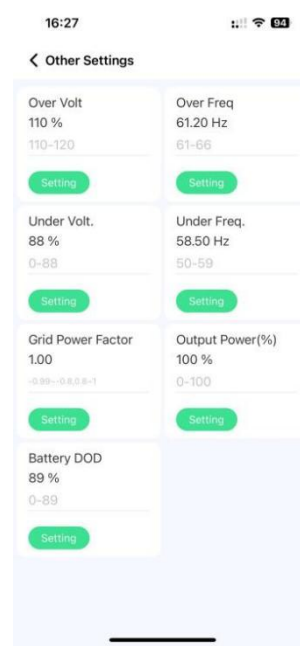 16:27
94
Other Settings
Over Volt
110 %
110-120
Setting
Over Freq
61.20 Hz
61-66
Setting
Under Volt.
88 %
0-88
Setting
Under Freq.
58.50 Hz
50-59
Setting
Grid Power Factor
1.00
-0.99~-0.8,0.8~1
Setting
Output Power(%)
100 %
0-100
Setting
Battery DOD
89 %
0-89
Setting